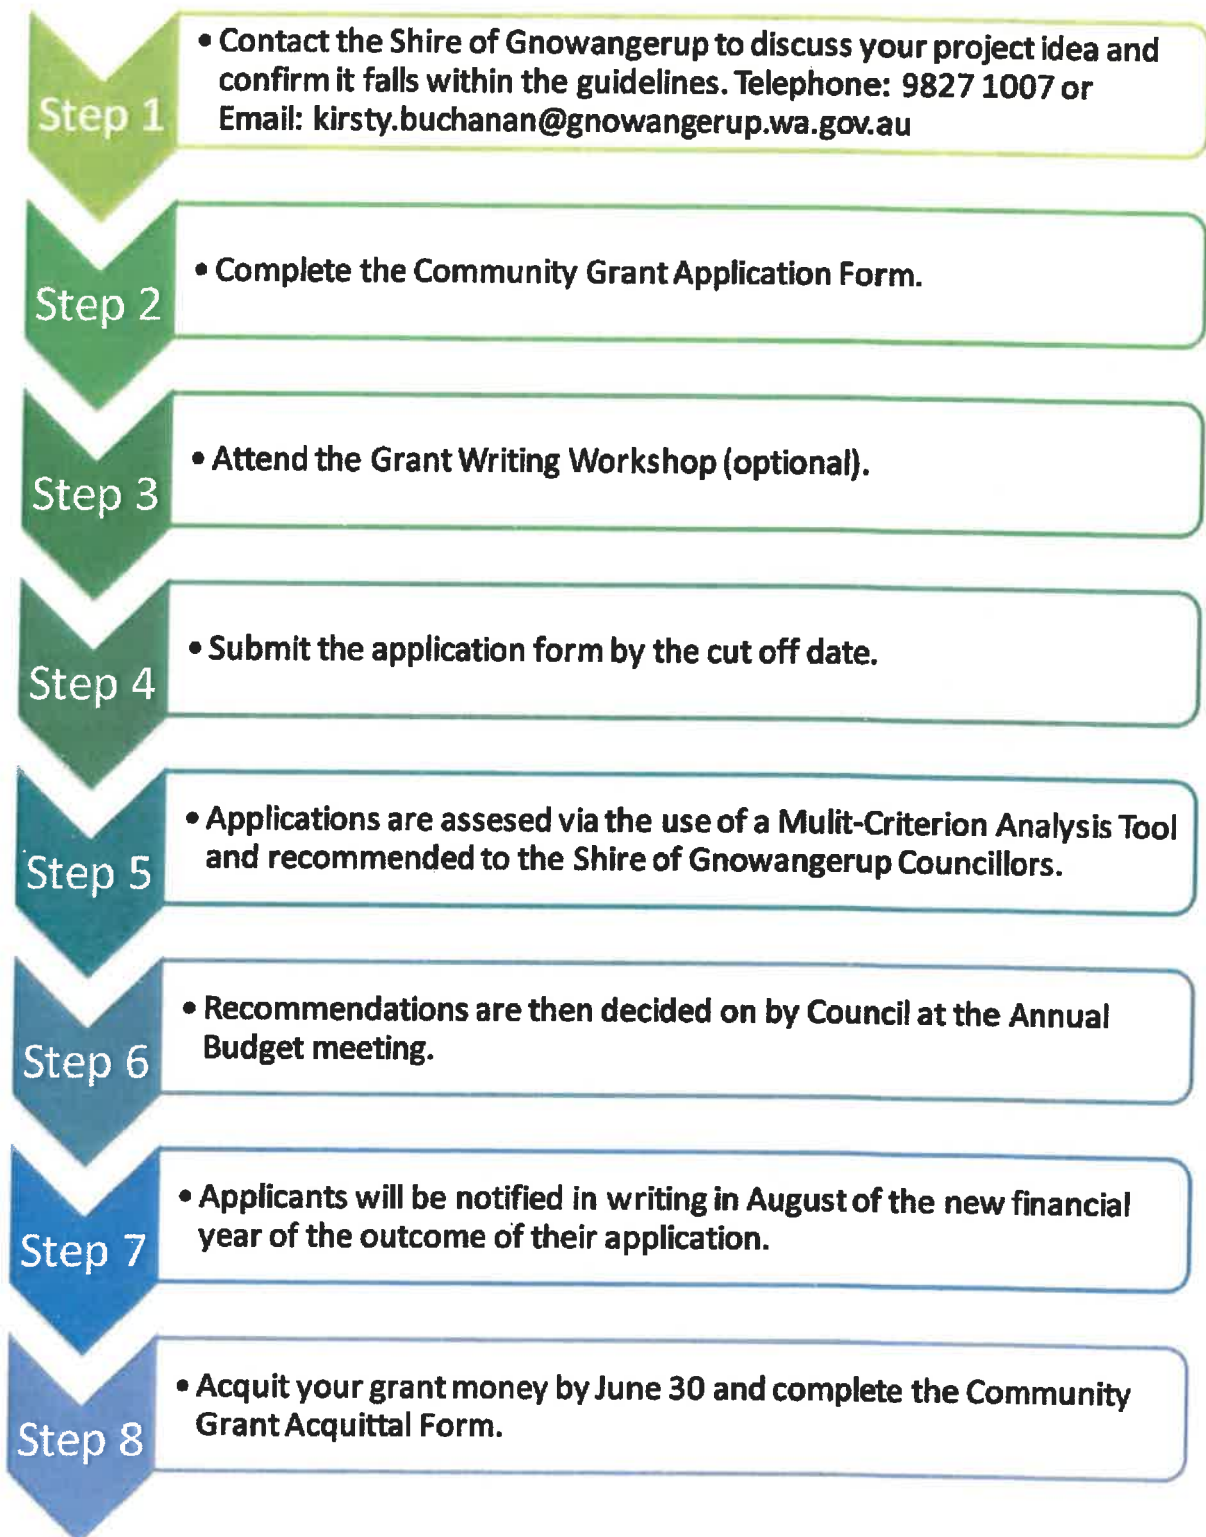 Step 1
• Contact the Shire of Gnowangerup to discuss your project idea and
confirm it falls within the guidelines. Telephone: 9827 1007 or
Email: kirsty.buchanan@gnowangerup.wa.gov.au
Step 2
• Complete the Community Grant Application Form.
Step 3
• Attend the Grant Writing Workshop (optional).
Step 4
• Submit the application form by the cut off date.
Step 5
• Applications are assesed via the use of a Mulit-Criterion Analysis Tool
and recommended to the Shire of Gnowangerup Councillors.
Step 6
• Recommendations are then decided on by Council at the Annual
Budget meeting.
Step 7
• Applicants will be notified in writing in August of the new financial
year of the outcome of their application.
Step 8
• Acquit your grant money by June 30 and complete the Community
Grant Acquittal Form.